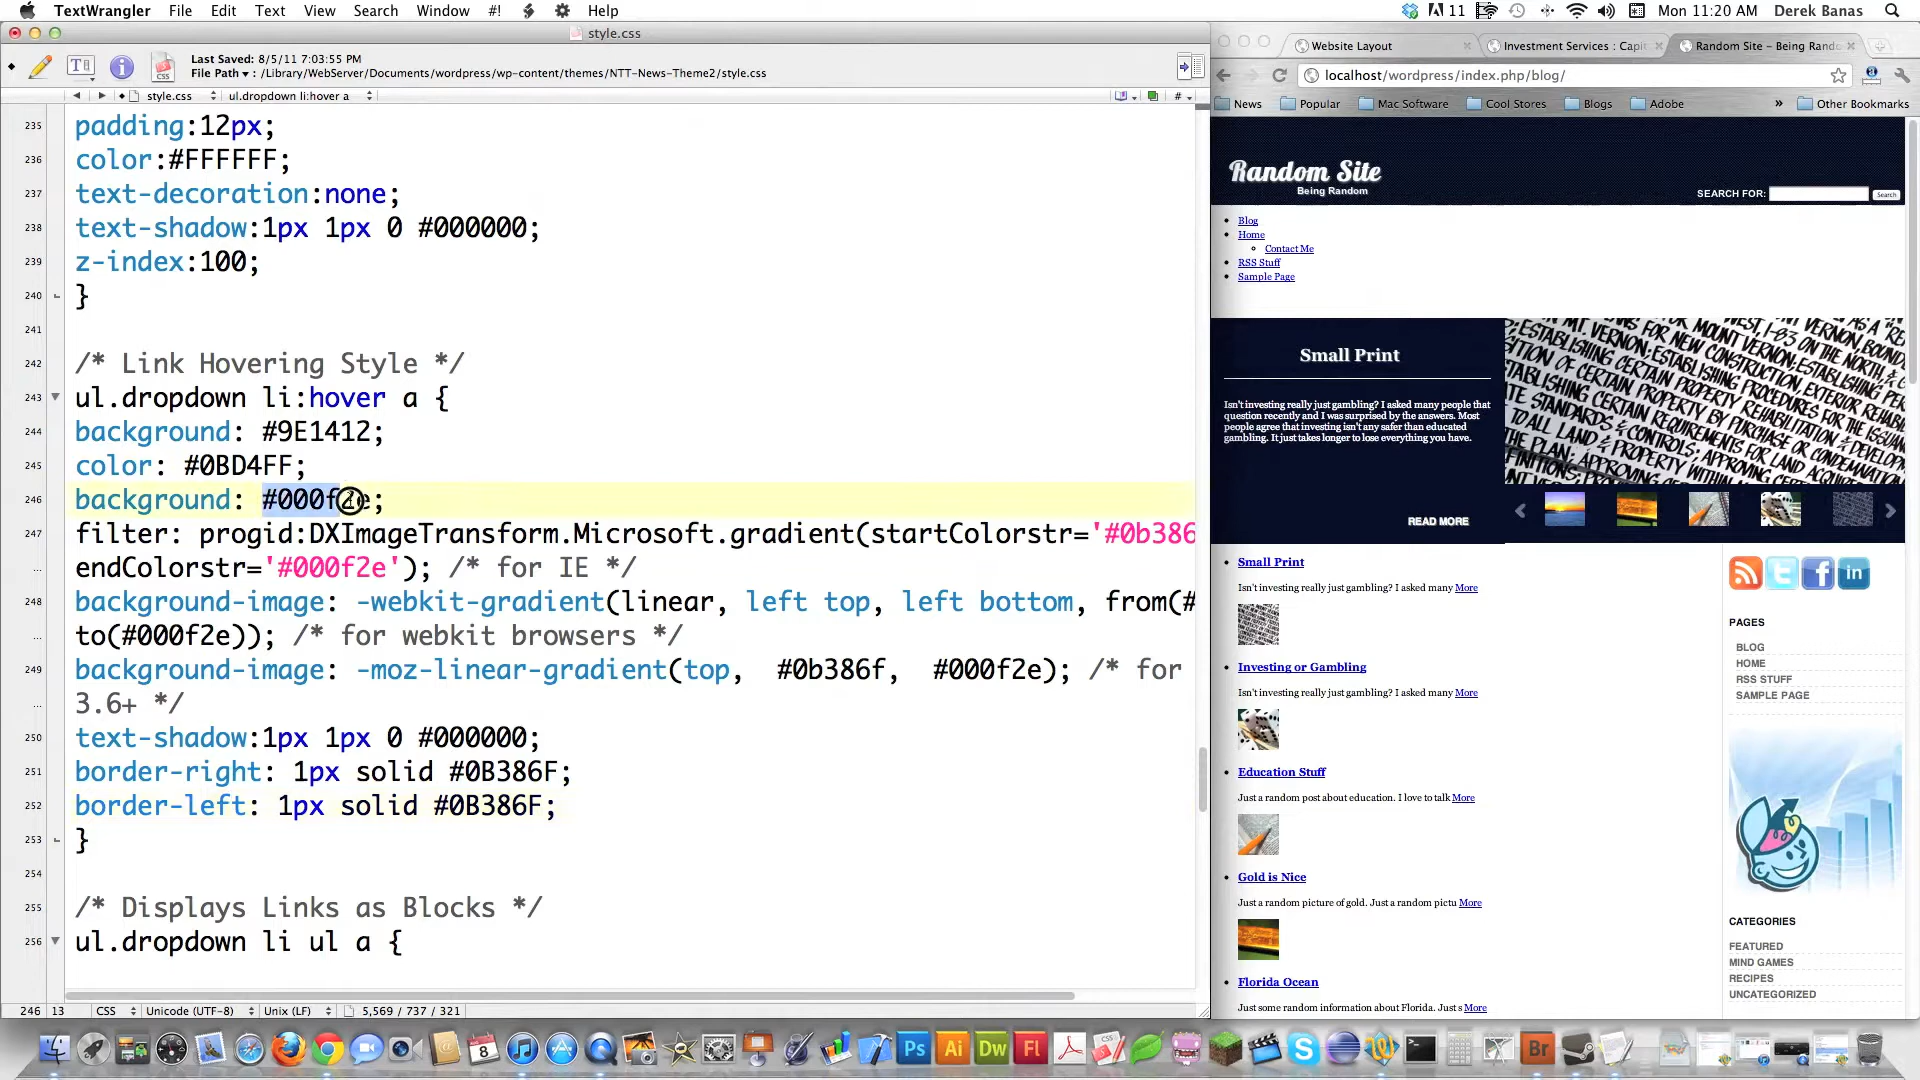 TextWrangler File Edit Text View Search Window #! Help
11 Mon 11:20 AM Derek Banas
style.css
Last Saved: 8/5/11 7:03:55 PM
File Path ▾ : /Library/WebServer/Documents/wordpress/wp-content/themes/NTT-News-Theme2/style.css
style.css ul.dropdown li:hover a
235 padding:12px;
236 color:#FFFFFF;
237 text-decoration:none;
238 text-shadow:1px 1px 0 #000000;
239 z-index:100;
240 }
241
242 /* Link Hovering Style */
243 ul.dropdown li:hover a {
244 background: #9E1412;
245 color: #0BD4FF;
246 background: #000f2e;
247 filter: progid:DXImageTransform.Microsoft.gradient(startColorstr='#0b386
... endColorstr='#000f2e'); /* for IE */
248 background-image: -webkit-gradient(linear, left top, left bottom, from(#
... to(#000f2e)); /* for webkit browsers */
249 background-image: -moz-linear-gradient(top, #0b386f, #000f2e); /* for
... 3.6+ */
250 text-shadow:1px 1px 0 #000000;
251 border-right: 1px solid #0B386F;
252 border-left: 1px solid #0B386F;
253 }
254
255 /* Displays Links as Blocks */
256 ul.dropdown li ul a {
246 13 CSS Unicode (UTF-8) Unix (LF) 5,569 / 737 / 321
Website Layout Investment Services : Capit Random Site – Being Rando
localhost/wordpress/index.php/blog/
News Popular Mac Software Cool Stores Blogs Adobe » Other Bookmarks
Random Site
Being Random
SEARCH FOR: Search
Blog
Home
Contact Me
RSS Stuff
Sample Page
Small Print
Isn't investing really just gambling? I asked many people that
question recently and I was surprised by the answers. Most
people agree that investing isn't any safer than educated
gambling. It just takes longer to lose everything you have.
READ MORE
Small Print
Isn't investing really just gambling? I asked many More
Investing or Gambling
Isn't investing really just gambling? I asked many More
Education Stuff
Just a random post about education. I love to talk More
Gold is Nice
Just a random picture of gold. Just a random pictu More
Florida Ocean
Just some random information about Florida. Just s More
PAGES
BLOG
HOME
RSS STUFF
SAMPLE PAGE
CATEGORIES
FEATURED
MIND GAMES
RECIPES
UNCATEGORIZED
8 Ps Ai Dw Fl Br